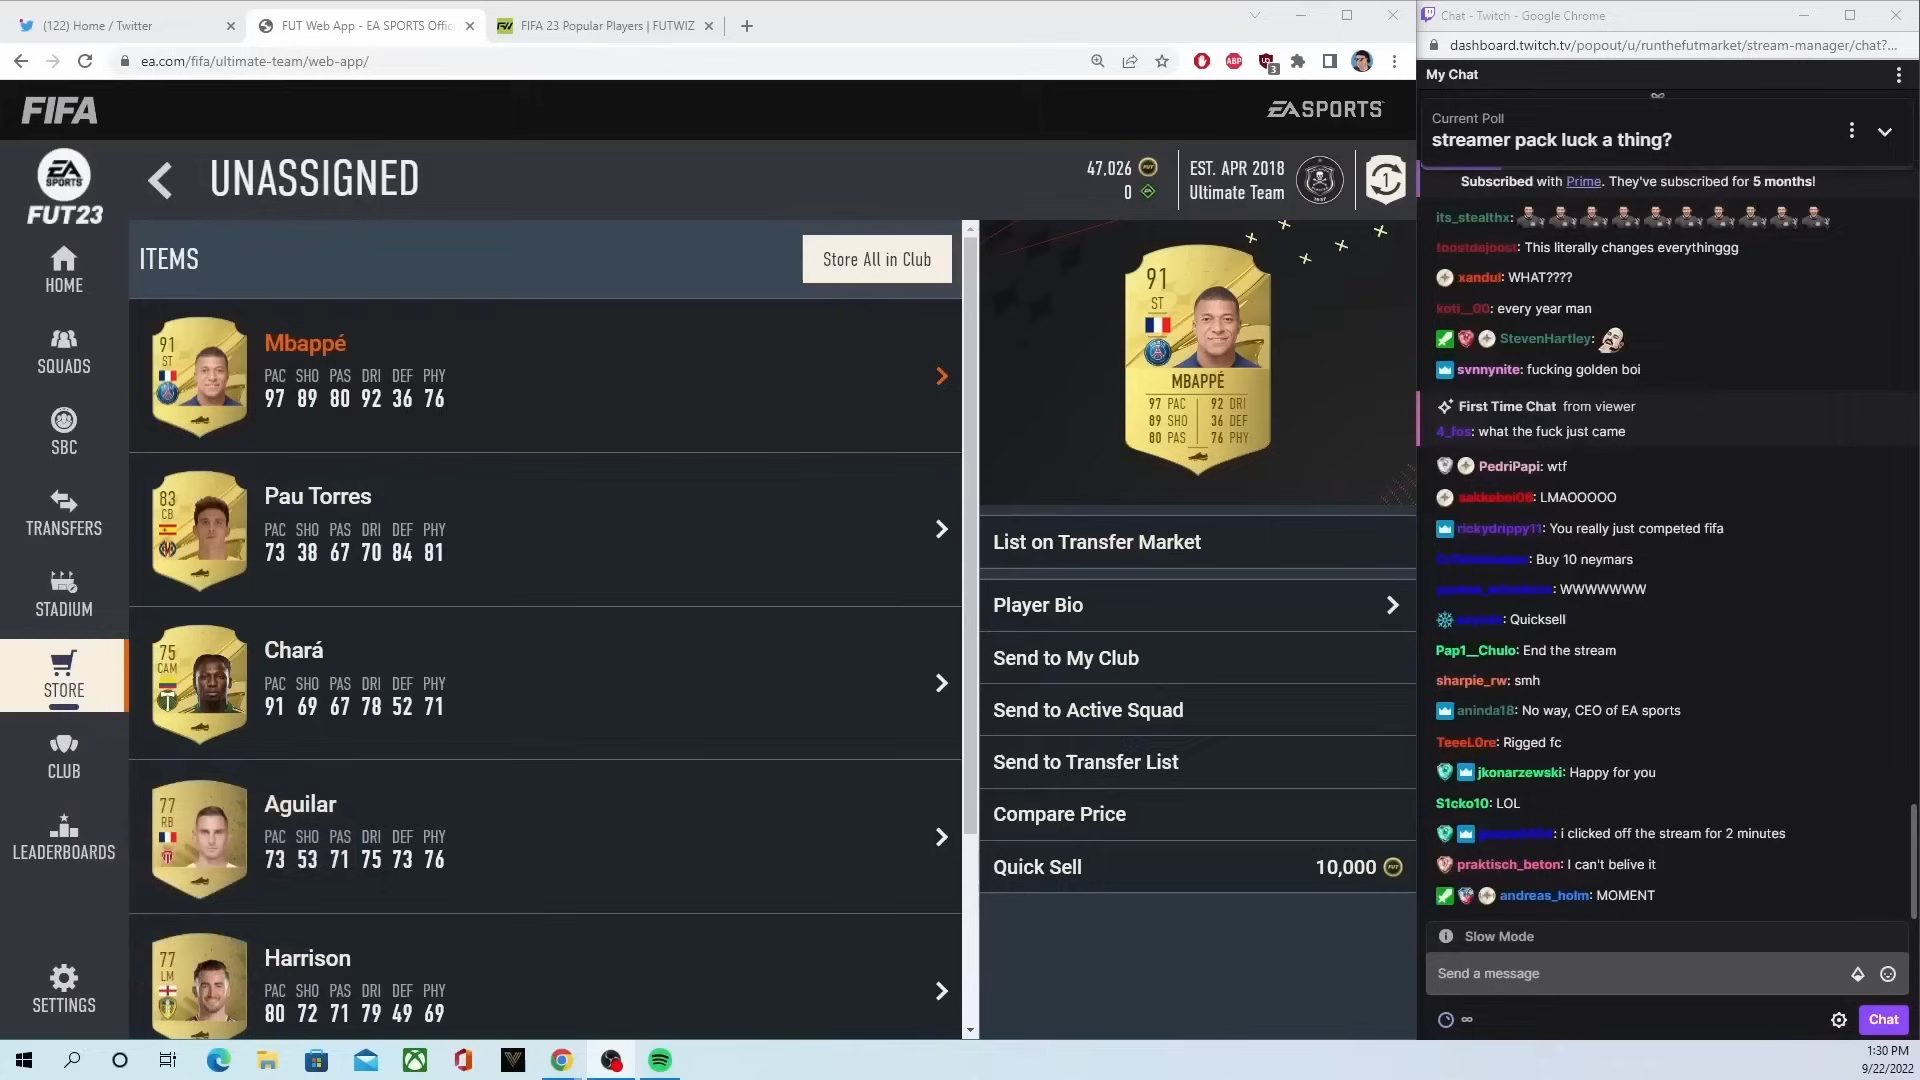 (122) Home / Twitter
FUT Web App - EA SPORTS Offic
FIFA 23 Popular Players | FUTWIZ
ea.com/fifa/ultimate-team/web-app/
ABP
3
FIFA
EA SPORTS
EA SPORTS
FUT23
UNASSIGNED
47,026
0
EST. APR 2018
Ultimate Team
1
HOME
SQUADS
SBC
TRANSFERS
STADIUM
STORE
CLUB
LEADERBOARDS
SETTINGS
ITEMS
Store All in Club
91
ST
Mbappé
PAC SHO PAS DRI DEF PHY
97 89 80 92 36 76
83
CB
Pau Torres
PAC SHO PAS DRI DEF PHY
73 38 67 70 84 81
75
CAM
Chará
PAC SHO PAS DRI DEF PHY
91 69 67 78 52 71
77
RB
Aguilar
PAC SHO PAS DRI DEF PHY
73 53 71 75 73 76
77
LM
Harrison
PAC SHO PAS DRI DEF PHY
80 72 71 79 49 69
91
ST
MBAPPÉ
97 PAC 92 DRI
89 SHO 36 DEF
80 PAS 76 PHY
List on Transfer Market
Player Bio
Send to My Club
Send to Active Squad
Send to Transfer List
Compare Price
Quick Sell 10,000
Chat - Twitch - Google Chrome
dashboard.twitch.tv/popout/u/runthefutmarket/stream-manager/chat?...
My Chat
Current Poll
streamer pack luck a thing?
Subscribed with Prime. They've subscribed for 5 months!
its_stealthx:
toostdejoost: This literally changes everythinggg
xandul: WHAT????
koti__00: every year man
StevenHartley:
svnnynite: fucking golden boi
First Time Chat from viewer
4_fos: what the fuck just came
PedriPapi: wtf
sakkeboi06: LMAOOOOO
rickydrippy11: You really just competed fifa
: Buy 10 neymars
: WWWWWWW
: Quicksell
Pap1__Chulo: End the stream
sharpie_rw: smh
aninda18: No way, CEO of EA sports
TeeeL0re: Rigged fc
jkonarzewski: Happy for you
S1cko10: LOL
: i clicked off the stream for 2 minutes
praktisch_beton: I can't belive it
andreas_holm: MOMENT
Slow Mode
Send a message
Chat
1:30 PM
9/22/2022